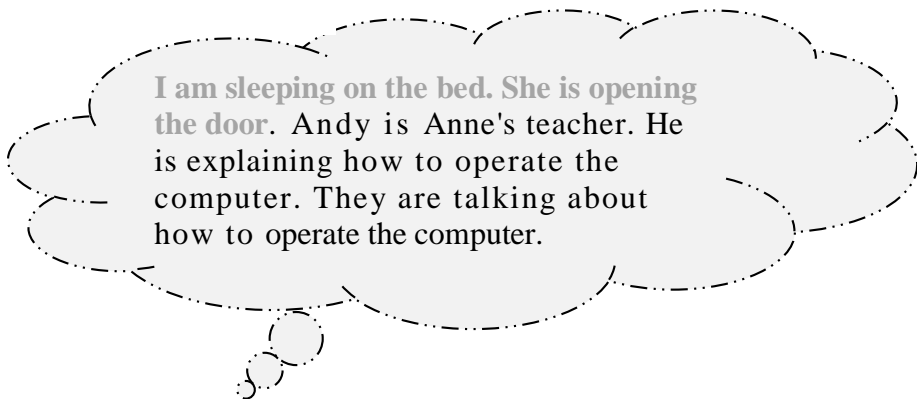 I am sleeping on the bed. She is opening
the door. Andy is Anne's teacher. He
is explaining how to operate the
computer. They are talking about
how to operate the computer.